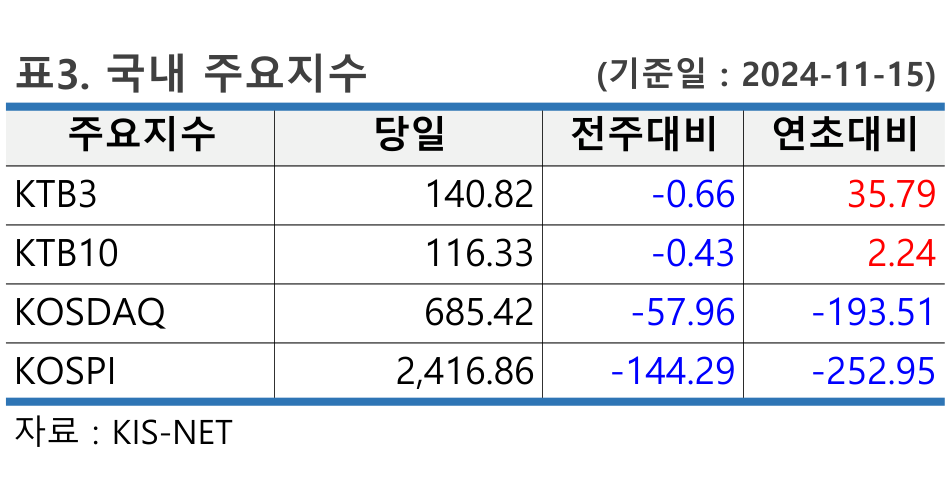 표3. 국내 주요지수 (기준일 : 2024-11-15)
주요지수 당일 전주대비 연초대비
KTB3 140.82 -0.66 35.79
KTB10 116.33 -0.43 2.24
KOSDAQ 685.42 -57.96 -193.51
KOSPI 2,416.86 -144.29 -252.95
자료 : KIS-NET